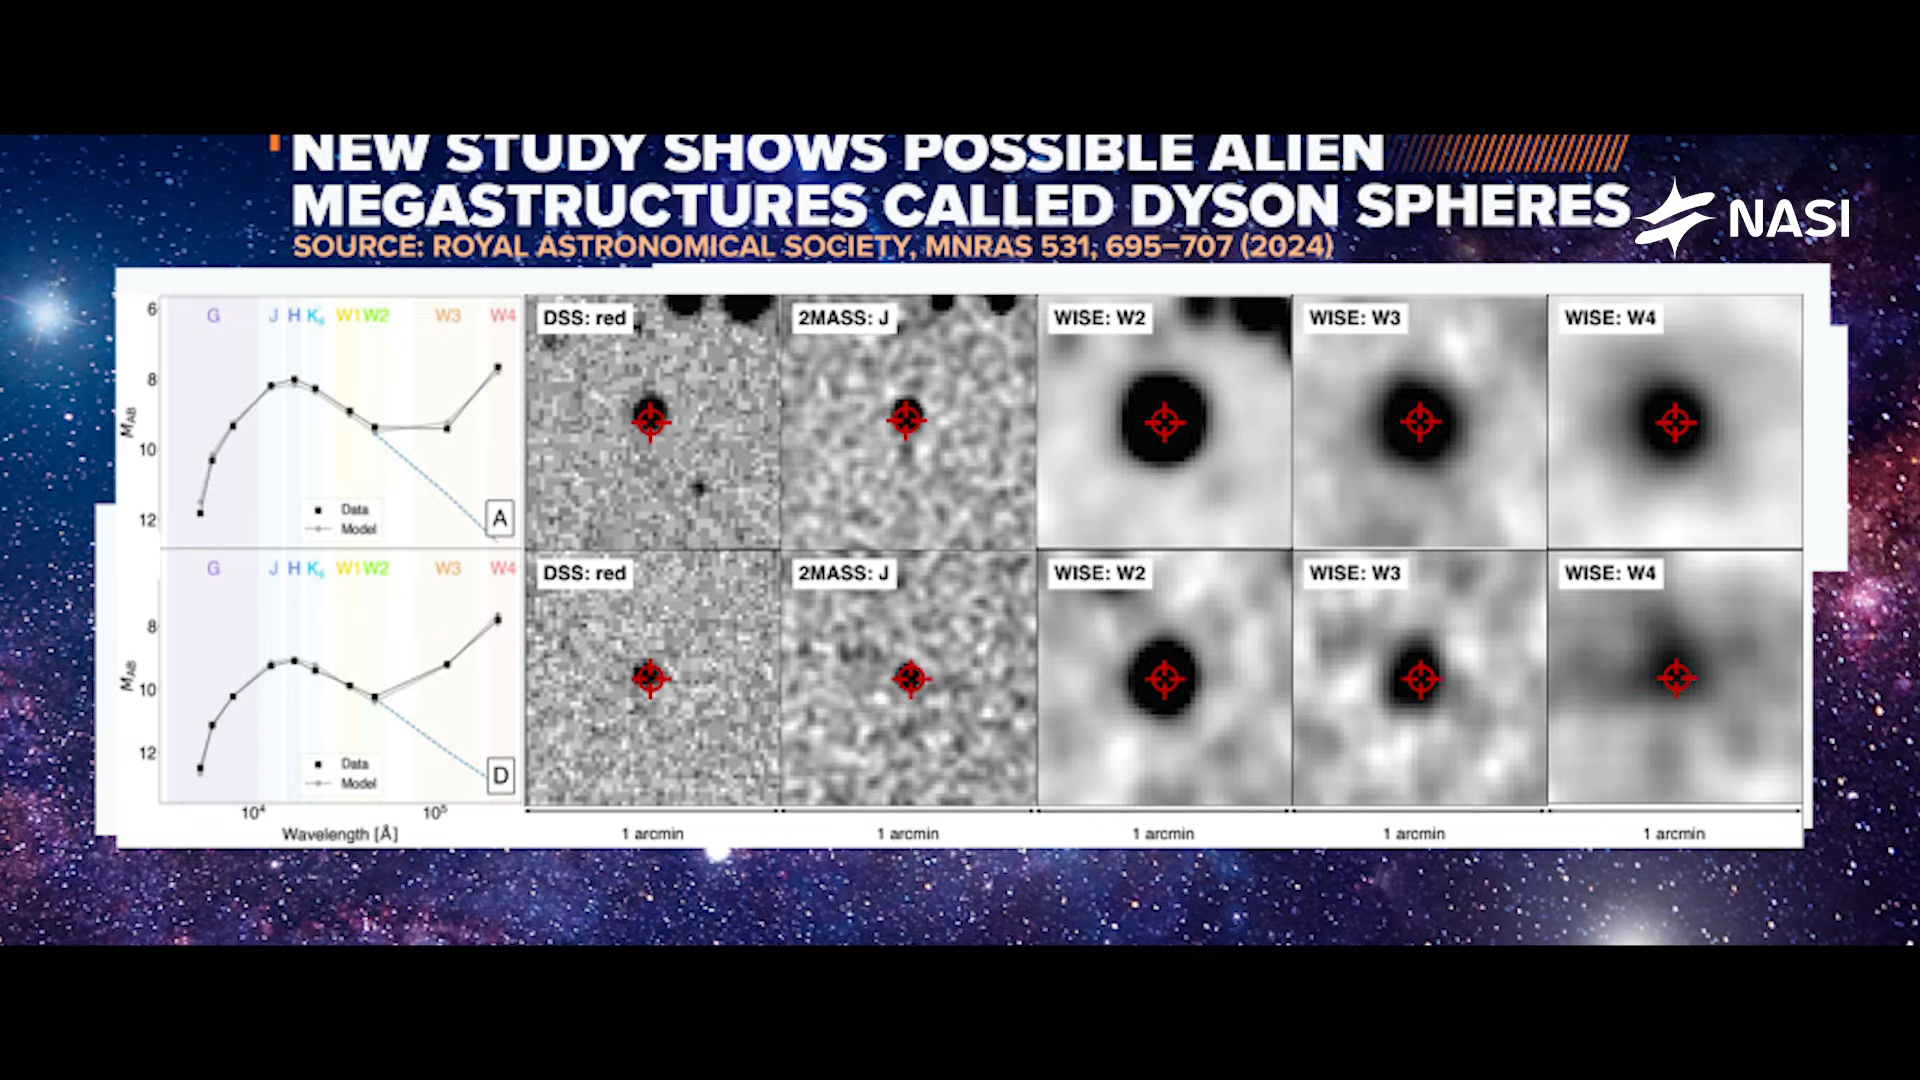 NEW STUDY SHOWS POSSIBLE ALIEN
MEGASTRUCTURES CALLED DYSON SPHERES
NASI
SOURCE: ROYAL ASTRONOMICAL SOCIETY, MNRAS 531, 695–707 (2024)
G J H Ks W1 W2 W3 W4
6
8
10
12
MAB
Data
Model
A
DSS: red
2MASS: J
WISE: W2
WISE: W3
WISE: W4
G J H Ks W1 W2 W3 W4
8
10
12
MAB
Data
Model
D
DSS: red
2MASS: J
WISE: W2
WISE: W3
WISE: W4
10⁴ 10⁵
Wavelength [Å]
1 arcmin
1 arcmin
1 arcmin
1 arcmin
1 arcmin